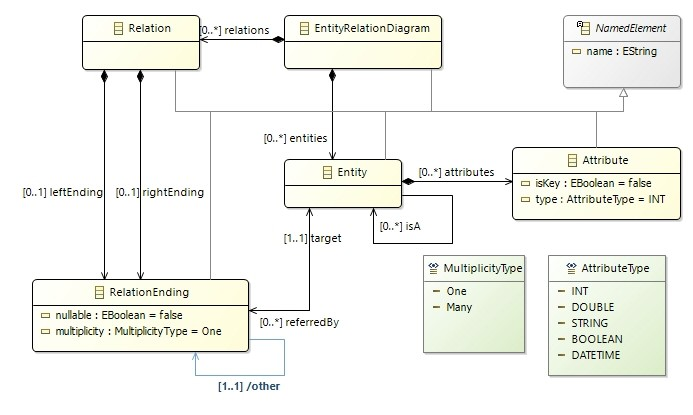 Relation
[0..*] relations
EntityRelationDiagram
NamedElement
name : EString
[0..*] entities
Entity
[0..*] attributes
Attribute
isKey : EBoolean = false
type : AttributeType = INT
[0..1] leftEnding
[0..1] rightEnding
[0..*] isA
[1..1] target
RelationEnding
nullable : EBoolean = false
multiplicity : MultiplicityType = One
[0..*] referredBy
[1..1] /other
MultiplicityType
One
Many
AttributeType
INT
DOUBLE
STRING
BOOLEAN
DATETIME